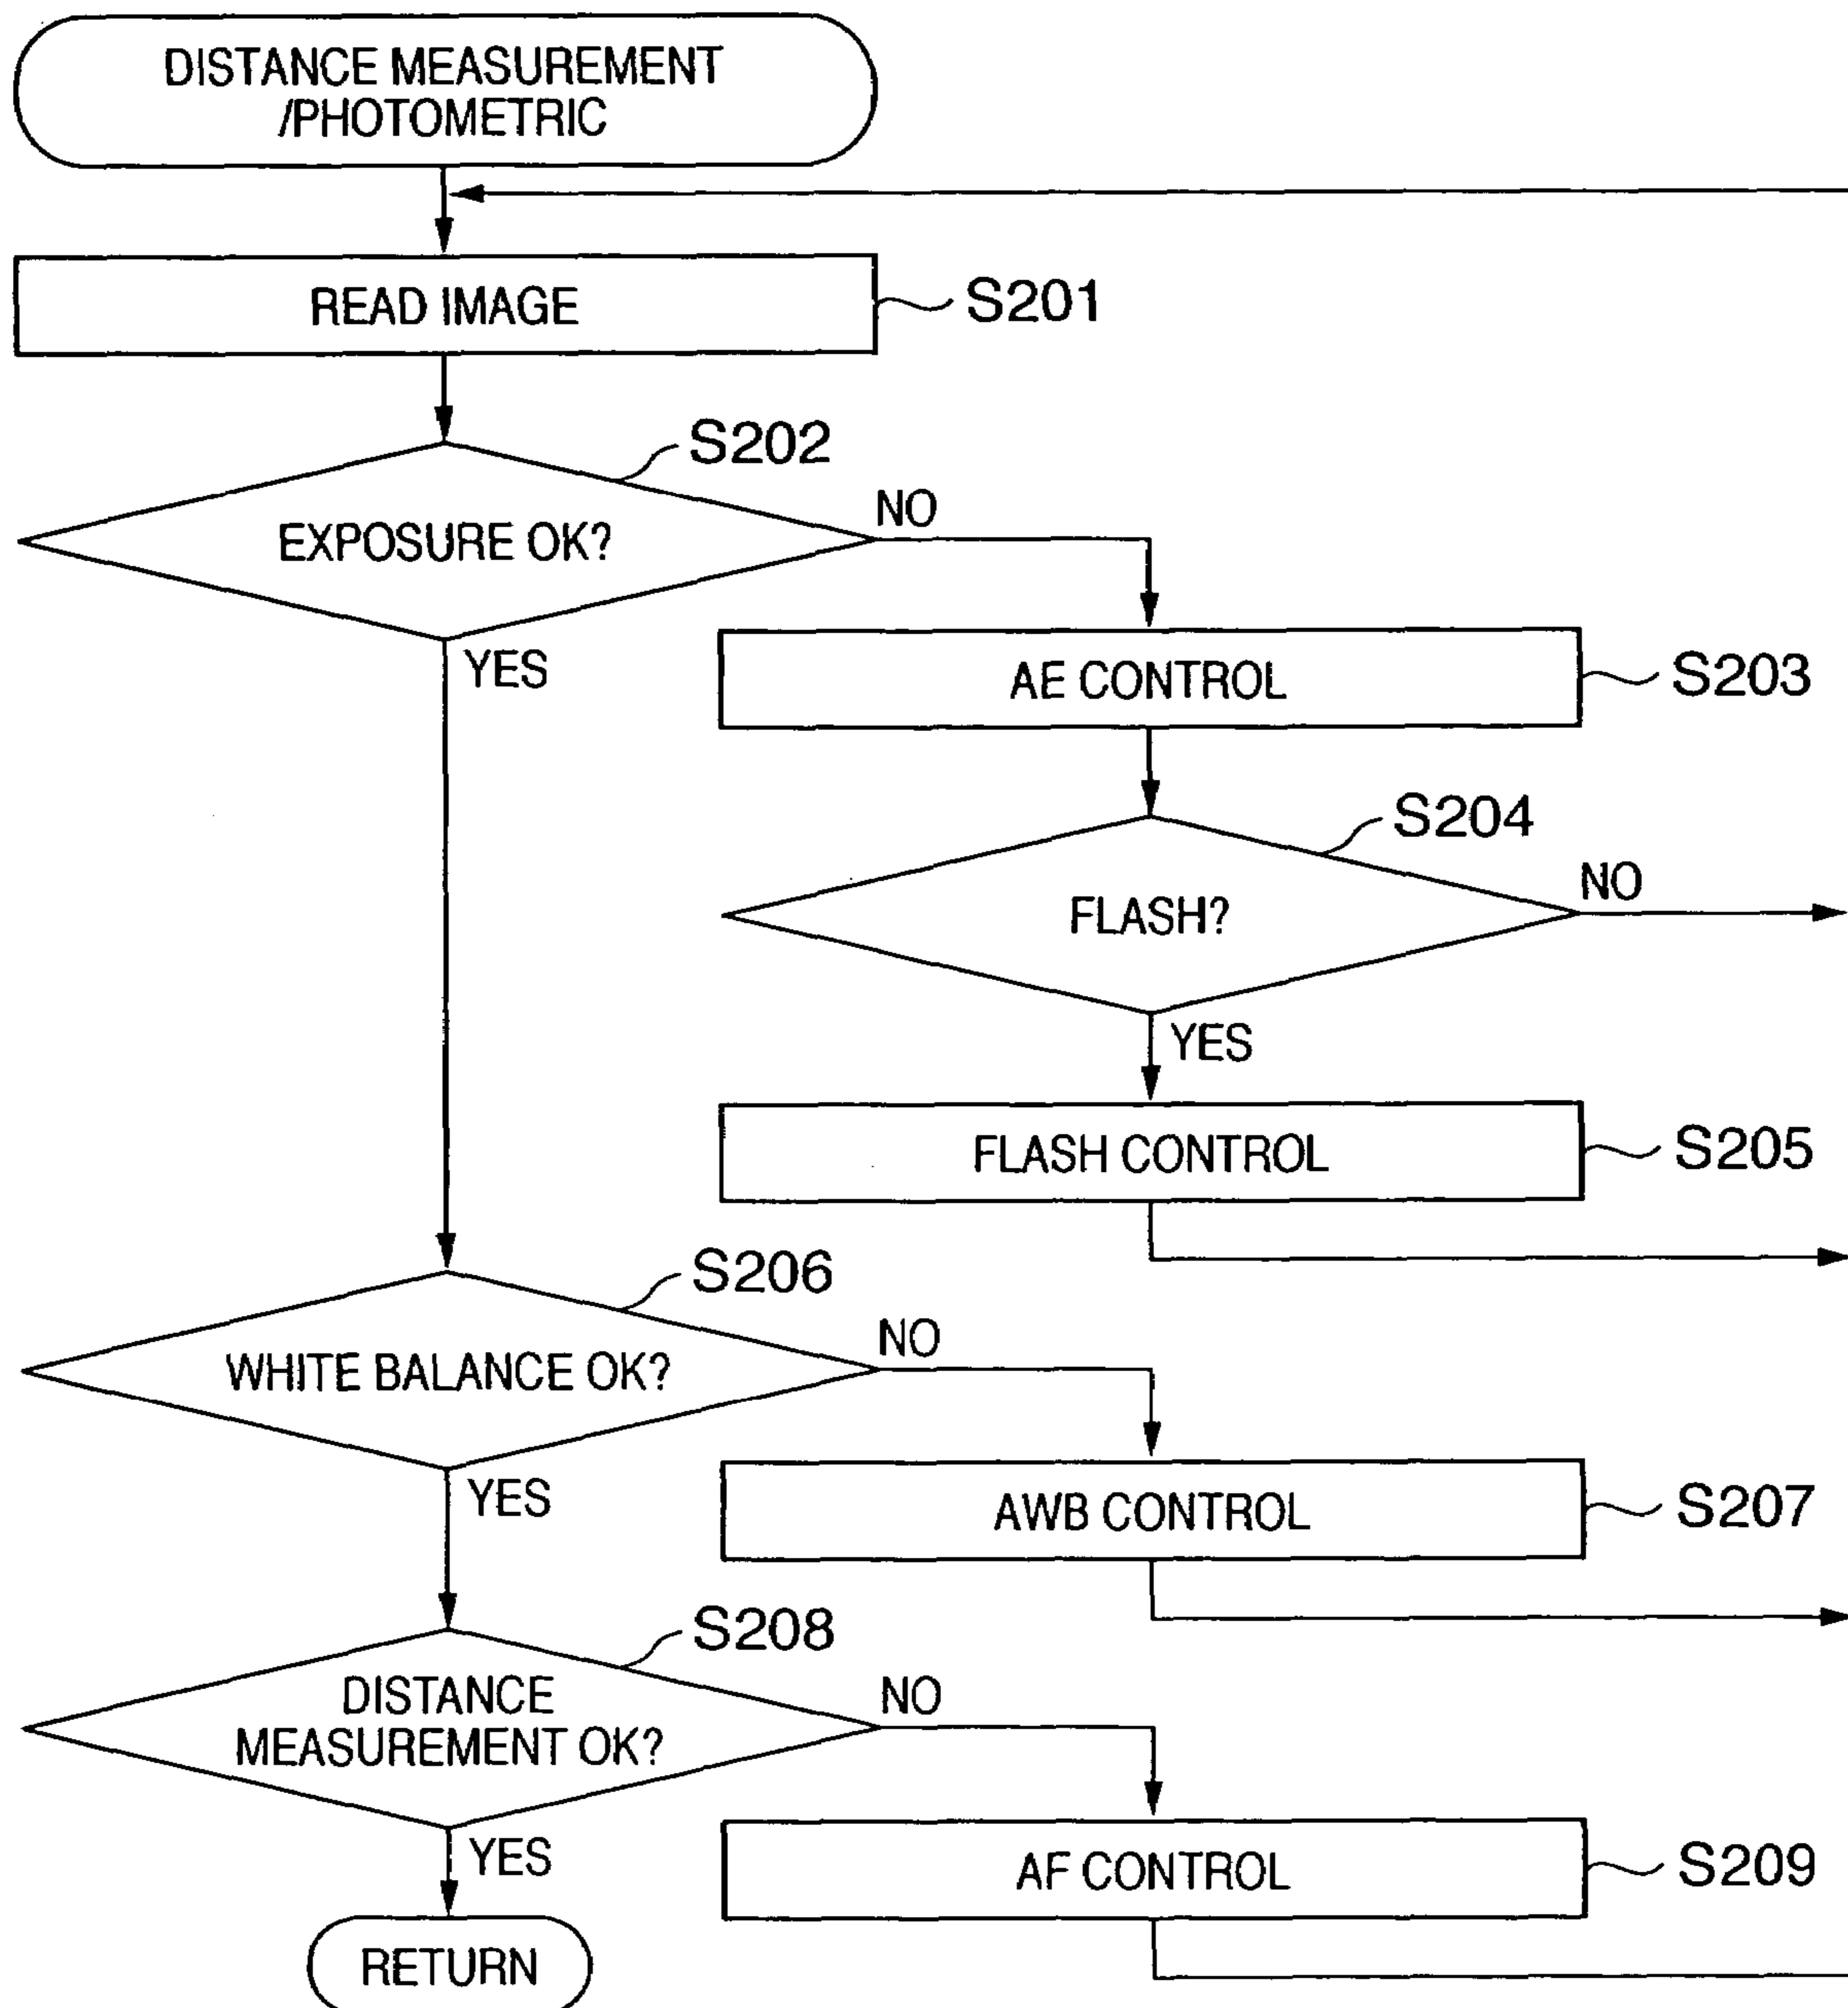 DISTANCE MEASUREMENT
/PHOTOMETRIC
READ IMAGE
S201
S202
EXPOSURE OK?
NO
YES
AE CONTROL
S203
S204
FLASH?
NO
YES
FLASH CONTROL
S205
S206
WHITE BALANCE OK?
NO
YES
AWB CONTROL
S207
S208
DISTANCE
MEASUREMENT OK?
NO
YES
AF CONTROL
S209
RETURN